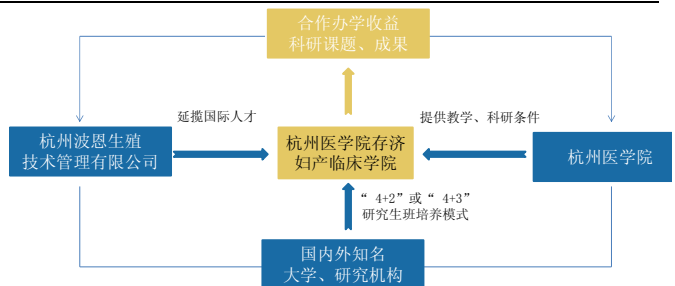 合作办学收益
科研课题、成果
延揽国际人才
提供教学、科研条件
杭州波恩生殖
技术管理有限公司
杭州医学院存济
妇产临床学院
杭州医学院
“ 4+2”或“ 4+3”
研究生班培养模式
国内外知名
大学、研究机构